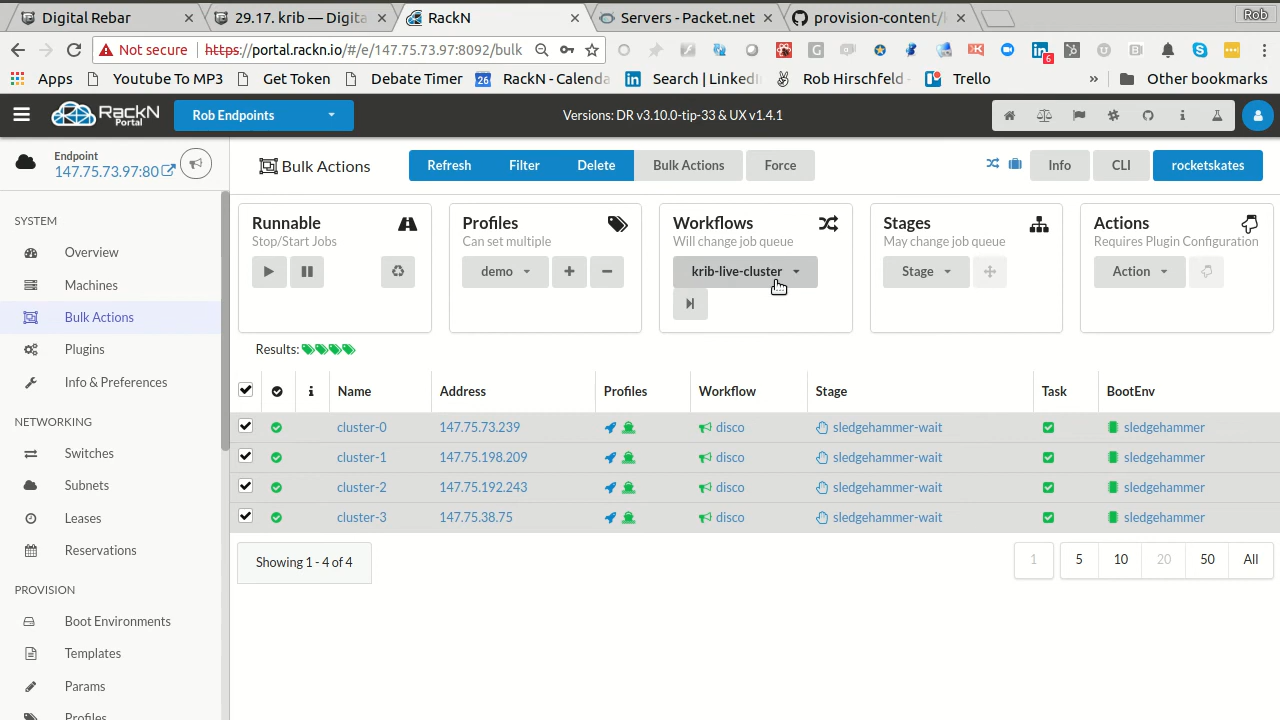 Digital Rebar
29.17. krib — Digita
RackN
Servers - Packet.net
provision-content/
Rob
Not secure
https://portal.rackn.io/#/e/147.75.73.97:8092/bulk
6
Apps
Youtube To MP3
Get Token
Debate Timer
26
RackN - Calenda
Search | LinkedI
Rob Hirschfeld -
Trello
»
Other bookmarks
RackN
Portal
Rob Endpoints
Versions: DR v3.10.0-tip-33 & UX v1.4.1
Endpoint
147.75.73.97:80
Bulk Actions
Refresh
Filter
Delete
Bulk Actions
Force
Info
CLI
rocketskates
SYSTEM
Overview
Machines
Bulk Actions
Plugins
Info & Preferences
NETWORKING
Switches
Subnets
Leases
Reservations
PROVISION
Boot Environments
Templates
Params
Profiles
Runnable
Stop/Start Jobs
Profiles
Can set multiple
demo
Workflows
Will change job queue
krib-live-cluster
Stages
May change job queue
Stage
Actions
Requires Plugin Configuration
Action
Results:
Name Address Profiles Workflow Stage Task BootEnv
cluster-0 147.75.73.239 disco sledgehammer-wait sledgehammer
cluster-1 147.75.198.209 disco sledgehammer-wait sledgehammer
cluster-2 147.75.192.243 disco sledgehammer-wait sledgehammer
cluster-3 147.75.38.75 disco sledgehammer-wait sledgehammer
Showing 1 - 4 of 4
1
5 10 20 50 All